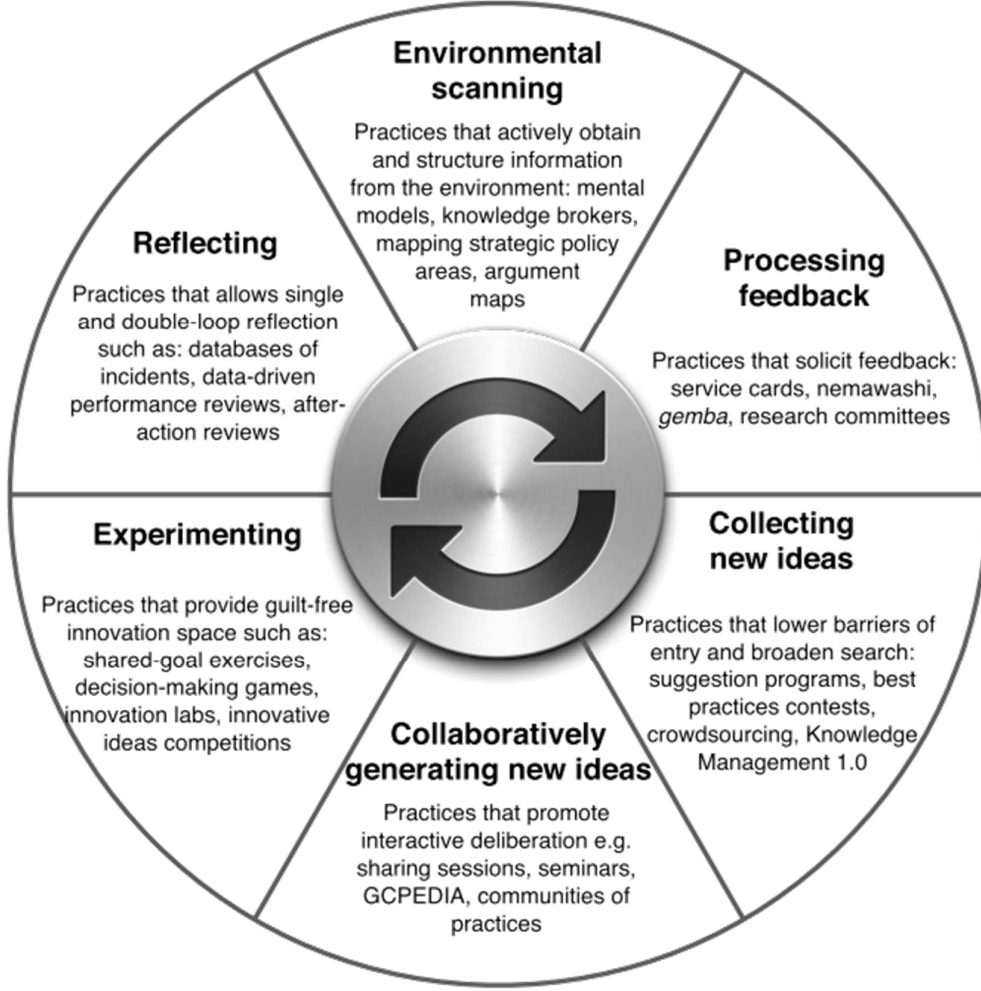 Environmental
scanning
Practices that actively obtain
and structure information
from the environment: mental
models, knowledge brokers,
mapping strategic policy
areas, argument
maps
Processing
feedback
Practices that solicit feedback:
service cards, nemawashi,
gemba, research committees
Collecting
new ideas
Practices that lower barriers of
entry and broaden search:
suggestion programs, best
practices contests,
crowdsourcing, Knowledge
Management 1.0
Collaboratively
generating new ideas
Practices that promote
interactive deliberation e.g.
sharing sessions, seminars,
GCPEDIA, communities of
practices
Experimenting
Practices that provide guilt-free
innovation space such as:
shared-goal exercises,
decision-making games,
innovation labs, innovative
ideas competitions
Reflecting
Practices that allows single
and double-loop reflection
such as: databases of
incidents, data-driven
performance reviews, after-
action reviews